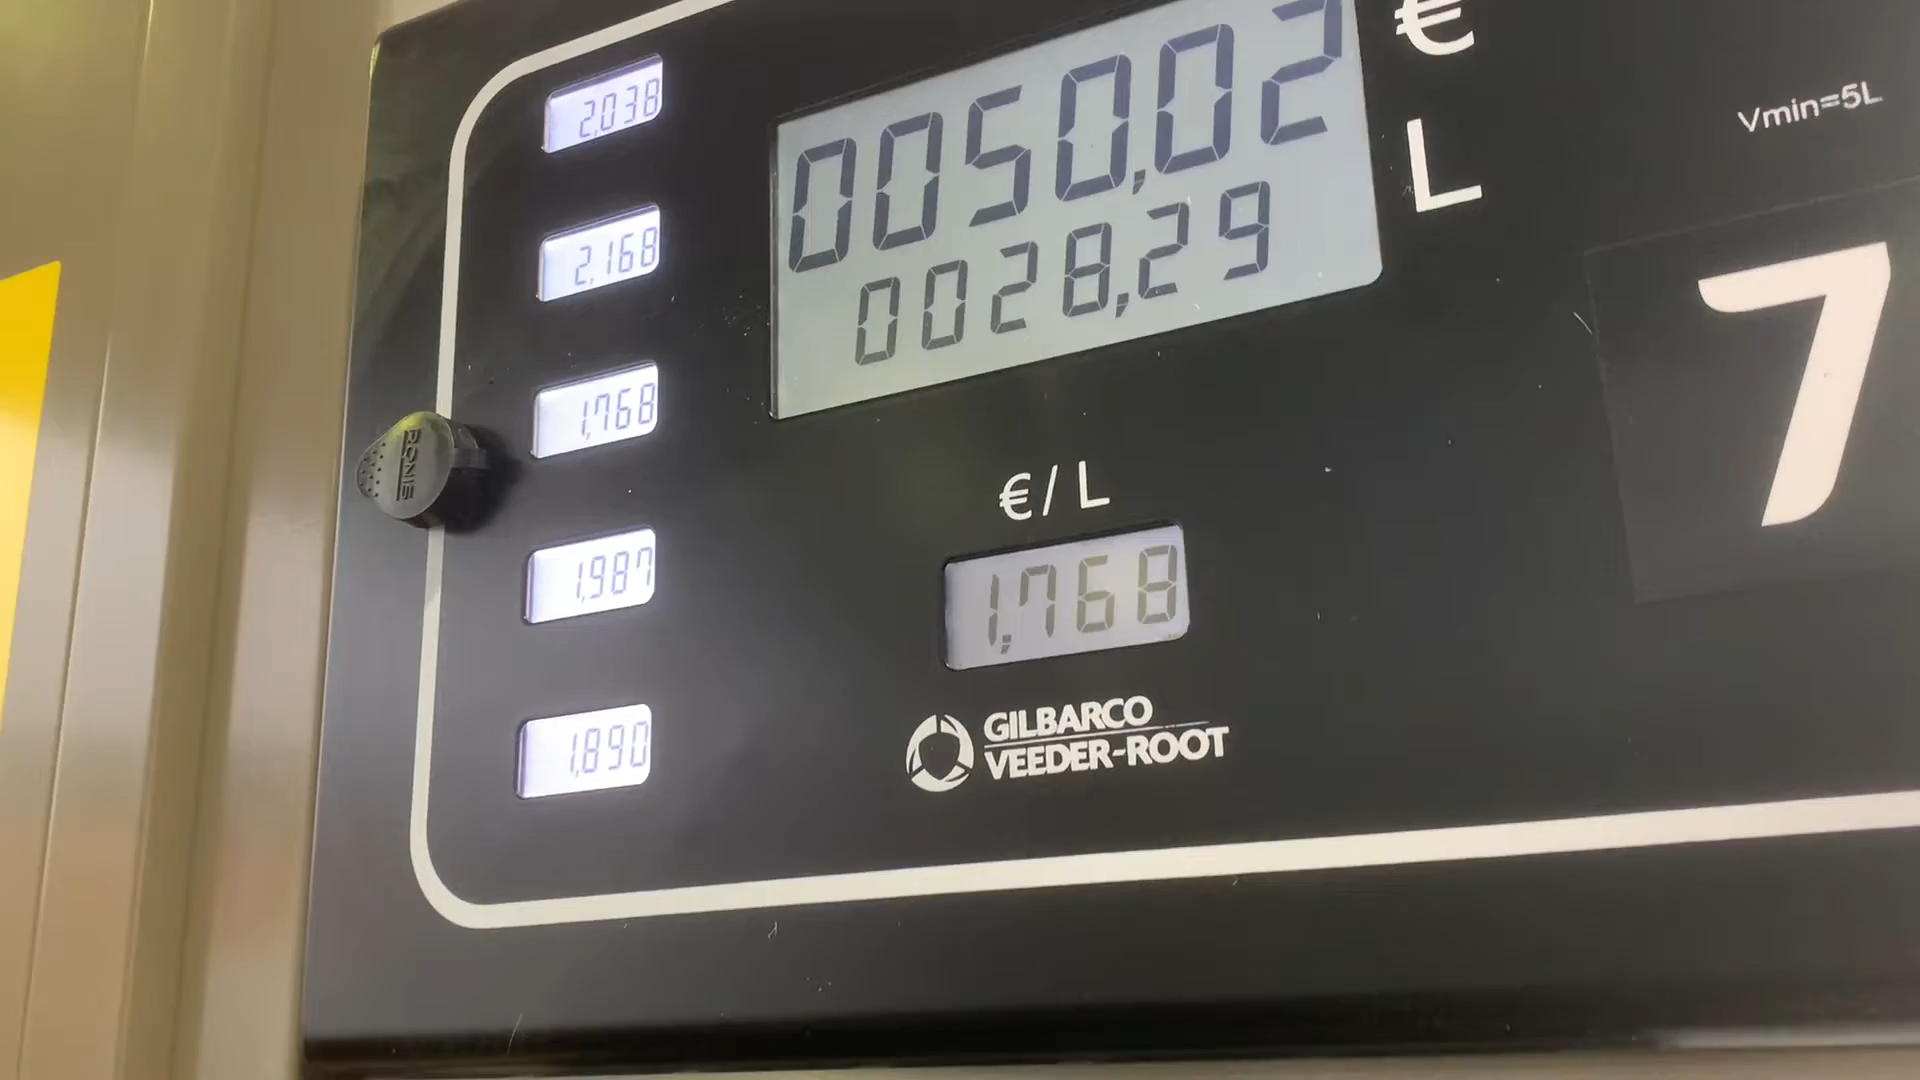 2,038
2,168
1,768
1,987
1,890
RONIS
0050,02 €
0028,29 L
€/L
1,768
GILBARCO
VEEDER-ROOT
Vmin=5L
7